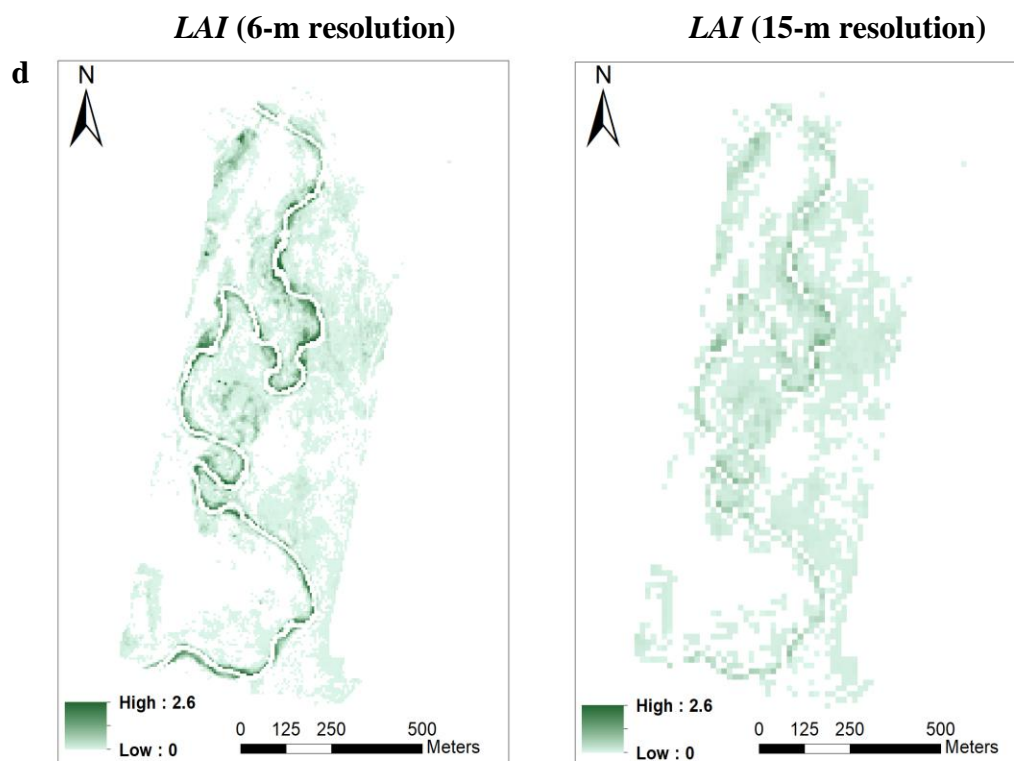 LAI (6-m resolution)
LAI (15-m resolution)
d
N
N
High : 2.6
Low : 0
0 125 250 500
Meters
High : 2.6
Low : 0
0 125 250 500
Meters